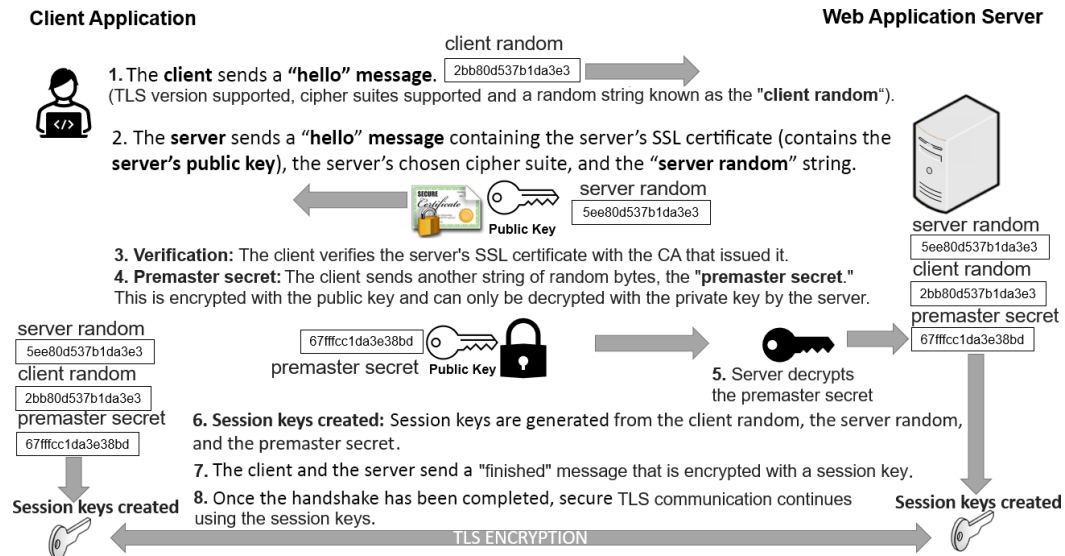 Client Application
Web Application Server
client random
2bb80d537b1da3e3
1. The client sends a “hello” message.
(TLS version supported, cipher suites supported and a random string known as the "client random“).
2. The server sends a “hello” message containing the server’s SSL certificate (contains the
server’s public key), the server’s chosen cipher suite, and the “server random” string.
SECURE
Certificate
Public Key
server random
5ee80d537b1da3e3
3. Verification: The client verifies the server's SSL certificate with the CA that issued it.
4. Premaster secret: The client sends another string of random bytes, the "premaster secret."
This is encrypted with the public key and can only be decrypted with the private key by the server.
server random
5ee80d537b1da3e3
client random
2bb80d537b1da3e3
premaster secret
67fffcc1da3e38bd
server random
5ee80d537b1da3e3
client random
2bb80d537b1da3e3
premaster secret
67fffcc1da3e38bd
67fffcc1da3e38bd
premaster secret
Public Key
5. Server decrypts
the premaster secret
6. Session keys created: Session keys are generated from the client random, the server random,
and the premaster secret.
7. The client and the server send a "finished" message that is encrypted with a session key.
8. Once the handshake has been completed, secure TLS communication continues
using the session keys.
Session keys created
Session keys created
TLS ENCRYPTION